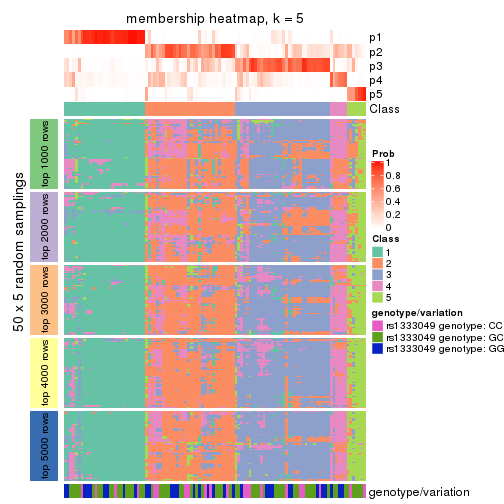 membership heatmap, k = 5
p1
p2
p3
p4
p5
Class
50 x 5 random samplings
top 1000 rows
top 2000 rows
top 3000 rows
top 4000 rows
top 5000 rows
Prob
1
0.8
0.6
0.4
0.2
0
Class
1
2
3
4
5
genotype/variation
rs1333049 genotype: CC
rs1333049 genotype: GC
rs1333049 genotype: GG
genotype/variation